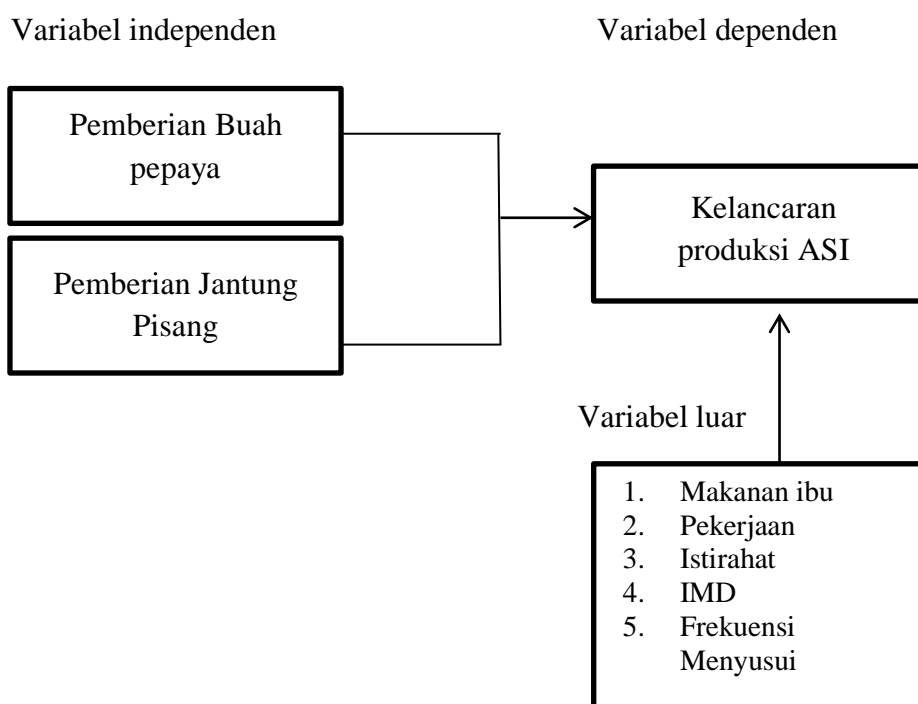 Variabel independen
Variabel dependen
Pemberian Buah
pepaya
Pemberian Jantung
Pisang
Kelancaran
produksi ASI
Variabel luar
1. Makanan ibu
2. Pekerjaan
3. Istirahat
4. IMD
5. Frekuensi
Menyusui